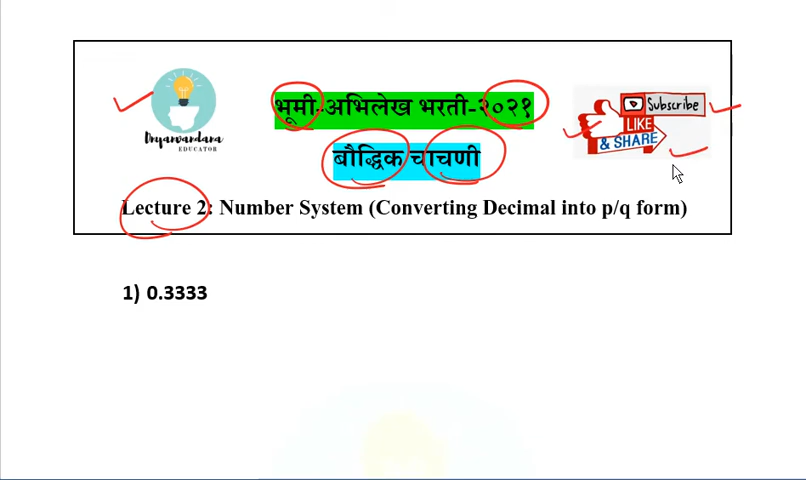 भूमी-अभिलेख भरती-२०२१
Subscribe
LIKE
& SHARE
Dnyanvandana
EDUCATOR
बौद्धिक चाचणी
Lecture 2: Number System (Converting Decimal into p/q form)
1) 0.3333